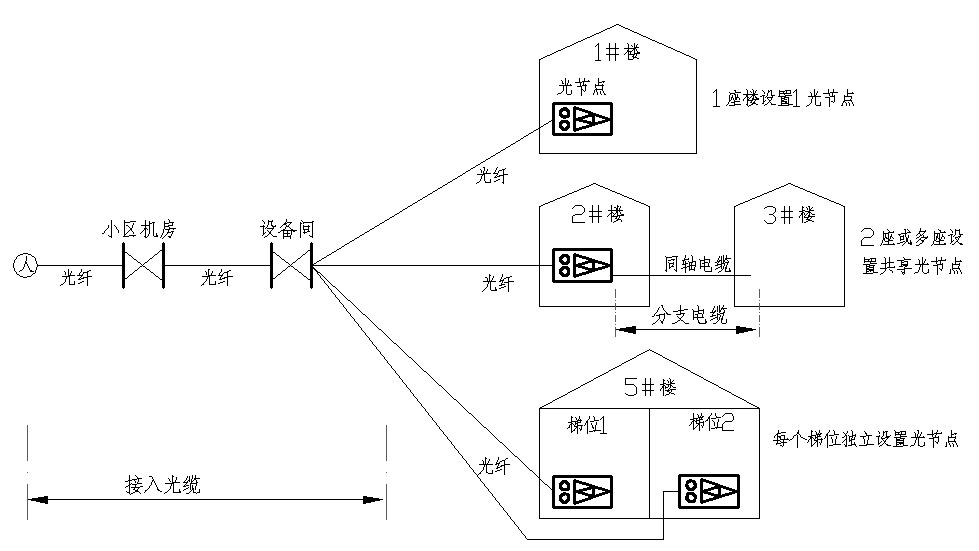 1#楼
光节点
1座楼设置1光节点
光纤
2#楼
3#楼
小区机房
设备间
2座或多座设
置共享光节点
人
光纤
光纤
光纤
同轴电缆
分支电缆
5#楼
梯位1
梯位2
每个梯位独立设置光节点
光纤
接入光缆